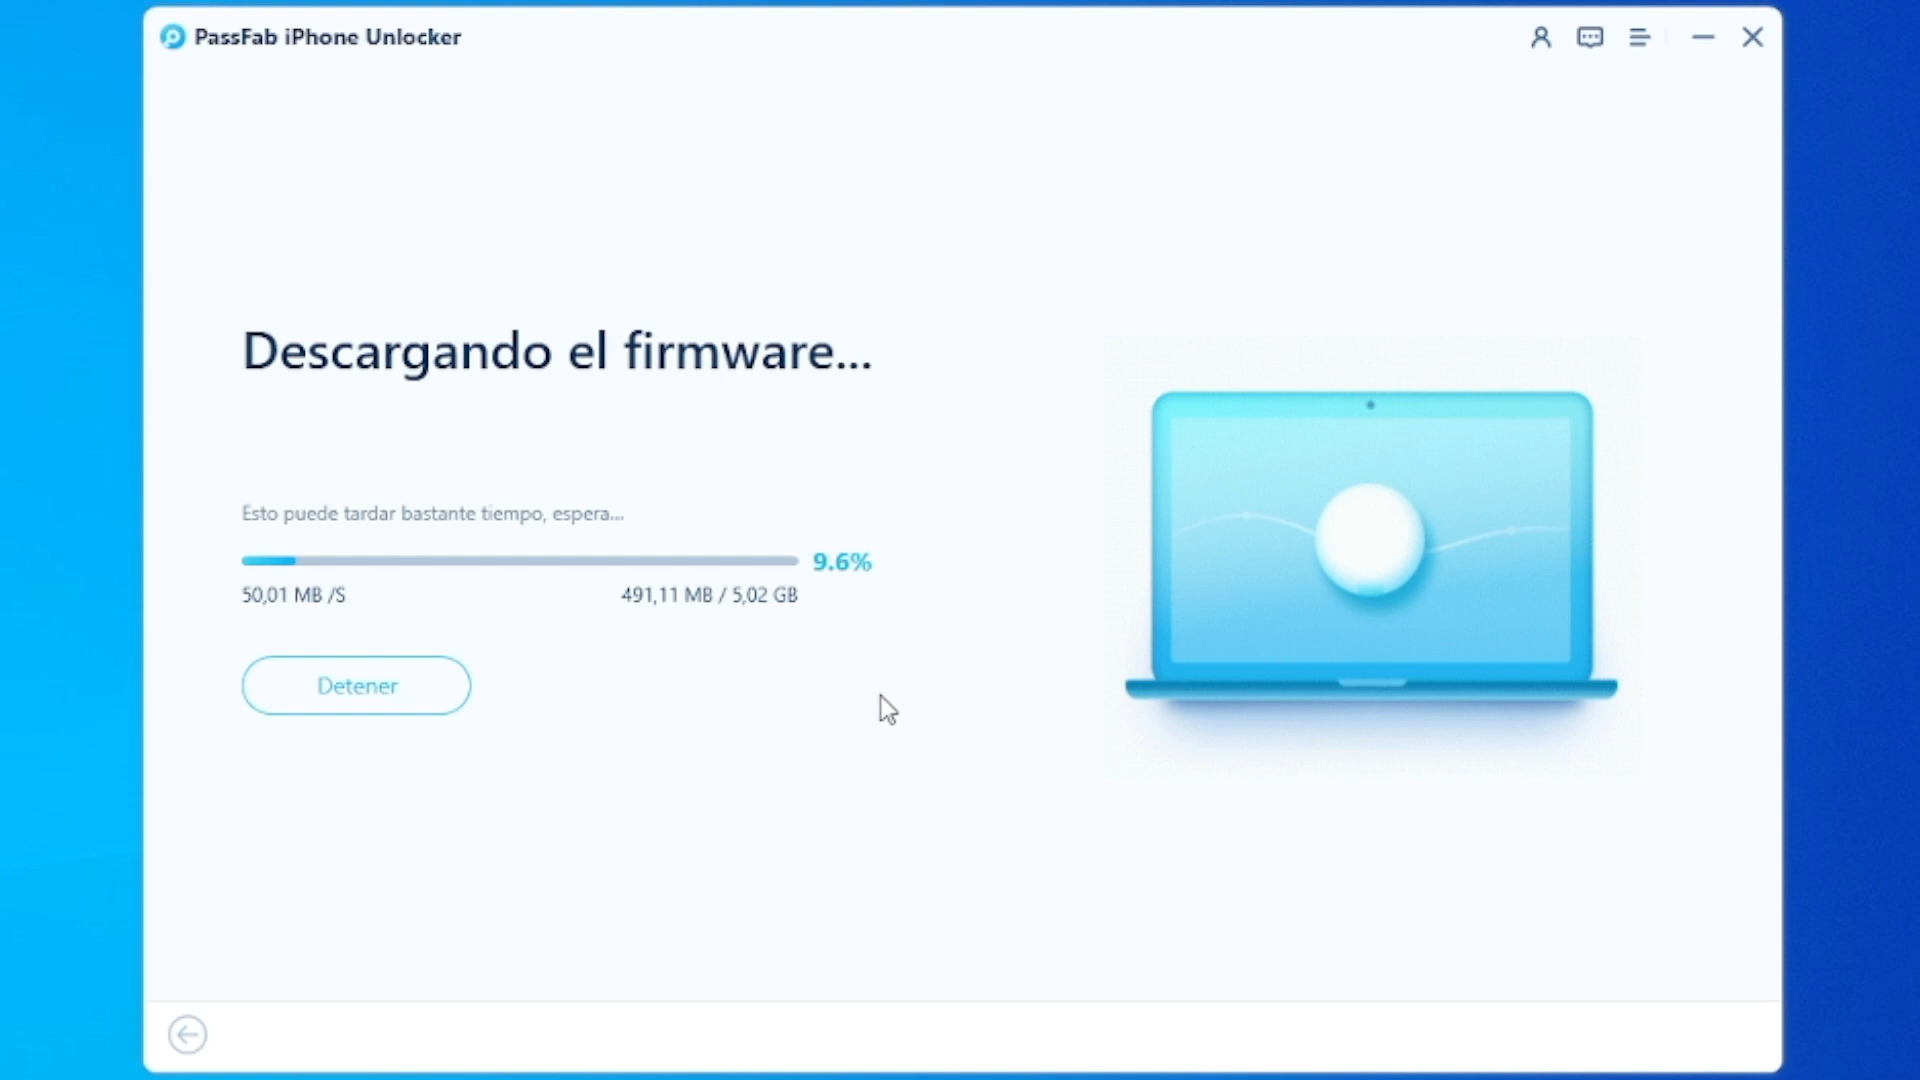 PassFab iPhone Unlocker
Descargando el firmware...
Esto puede tardar bastante tiempo, espera...
9.6%
50,01 MB /S
491,11 MB / 5,02 GB
Detener